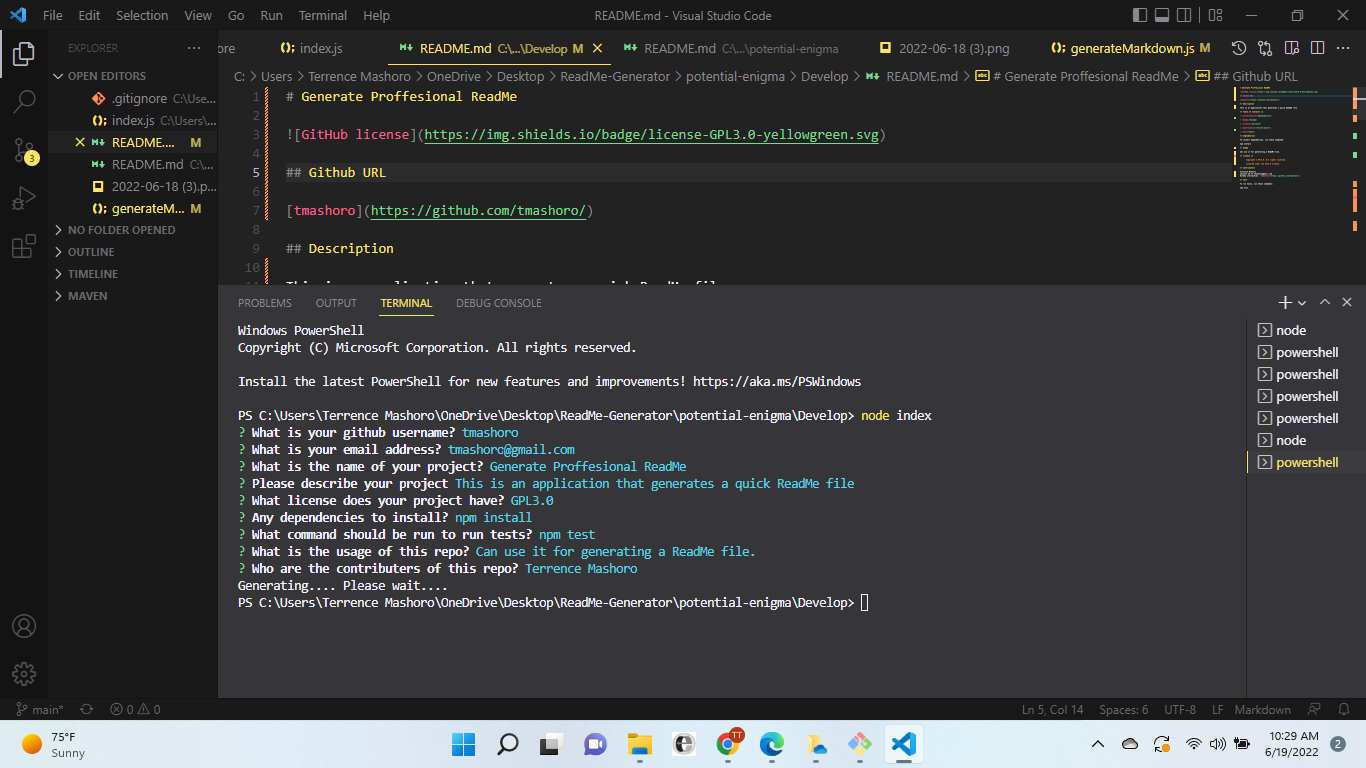 File Edit Selection View Go Run Terminal Help README.md - Visual Studio Code
EXPLORER ore index.js README.md C:\...\Develop M README.md C:\...\potential-enigma 2022-06-18 (3).png generateMarkdown.js M
C: > Users > Terrence Mashoro > OneDrive > Desktop > ReadMe-Generator > potential-enigma > Develop > README.md > # Generate Proffesional ReadMe > ## Github URL
OPEN EDITORS
.gitignore C:\Use...
index.js C:\Users\...
README.... M
README.md C:\...
2022-06-18 (3).p...
generateM... M
NO FOLDER OPENED
OUTLINE
TIMELINE
MAVEN
3
1 # Generate Proffesional ReadMe
2
3 ![GitHub license](https://img.shields.io/badge/license-GPL3.0-yellowgreen.svg)
4
5 ## Github URL
6
7 [tmashoro](https://github.com/tmashoro/)
8
9 ## Description
10
PROBLEMS OUTPUT TERMINAL DEBUG CONSOLE
Windows PowerShell
Copyright (C) Microsoft Corporation. All rights reserved.
Install the latest PowerShell for new features and improvements! https://aka.ms/PSWindows
PS C:\Users\Terrence Mashoro\OneDrive\Desktop\ReadMe-Generator\potential-enigma\Develop> node index
? What is your github username? tmashoro
? What is your email address? tmashoro@gmail.com
? What is the name of your project? Generate Proffesional ReadMe
? Please describe your project This is an application that generates a quick ReadMe file
? What license does your project have? GPL3.0
? Any dependencies to install? npm install
? What command should be run to run tests? npm test
? What is the usage of this repo? Can use it for generating a ReadMe file.
? Who are the contributers of this repo? Terrence Mashoro
Generating.... Please wait....
PS C:\Users\Terrence Mashoro\OneDrive\Desktop\ReadMe-Generator\potential-enigma\Develop>
node
powershell
powershell
powershell
powershell
node
powershell
main* 0 0 Ln 5, Col 14 Spaces: 6 UTF-8 LF Markdown
75°F
Sunny
TT
10:29 AM
6/19/2022
2